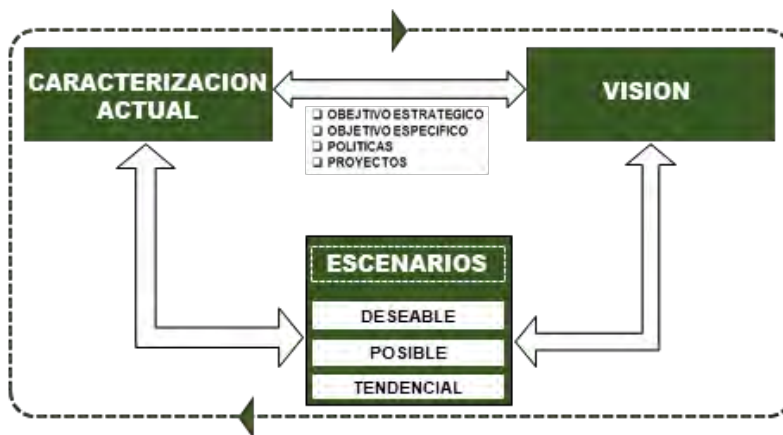 CARACTERIZACION
ACTUAL
VISION
❑ OBEJTIVO ESTRATEGICO
❑ OBJETIVO ESPECIFICO
❑ POLITICAS
❑ PROYECTOS
ESCENARIOS
DESEABLE
POSIBLE
TENDENCIAL